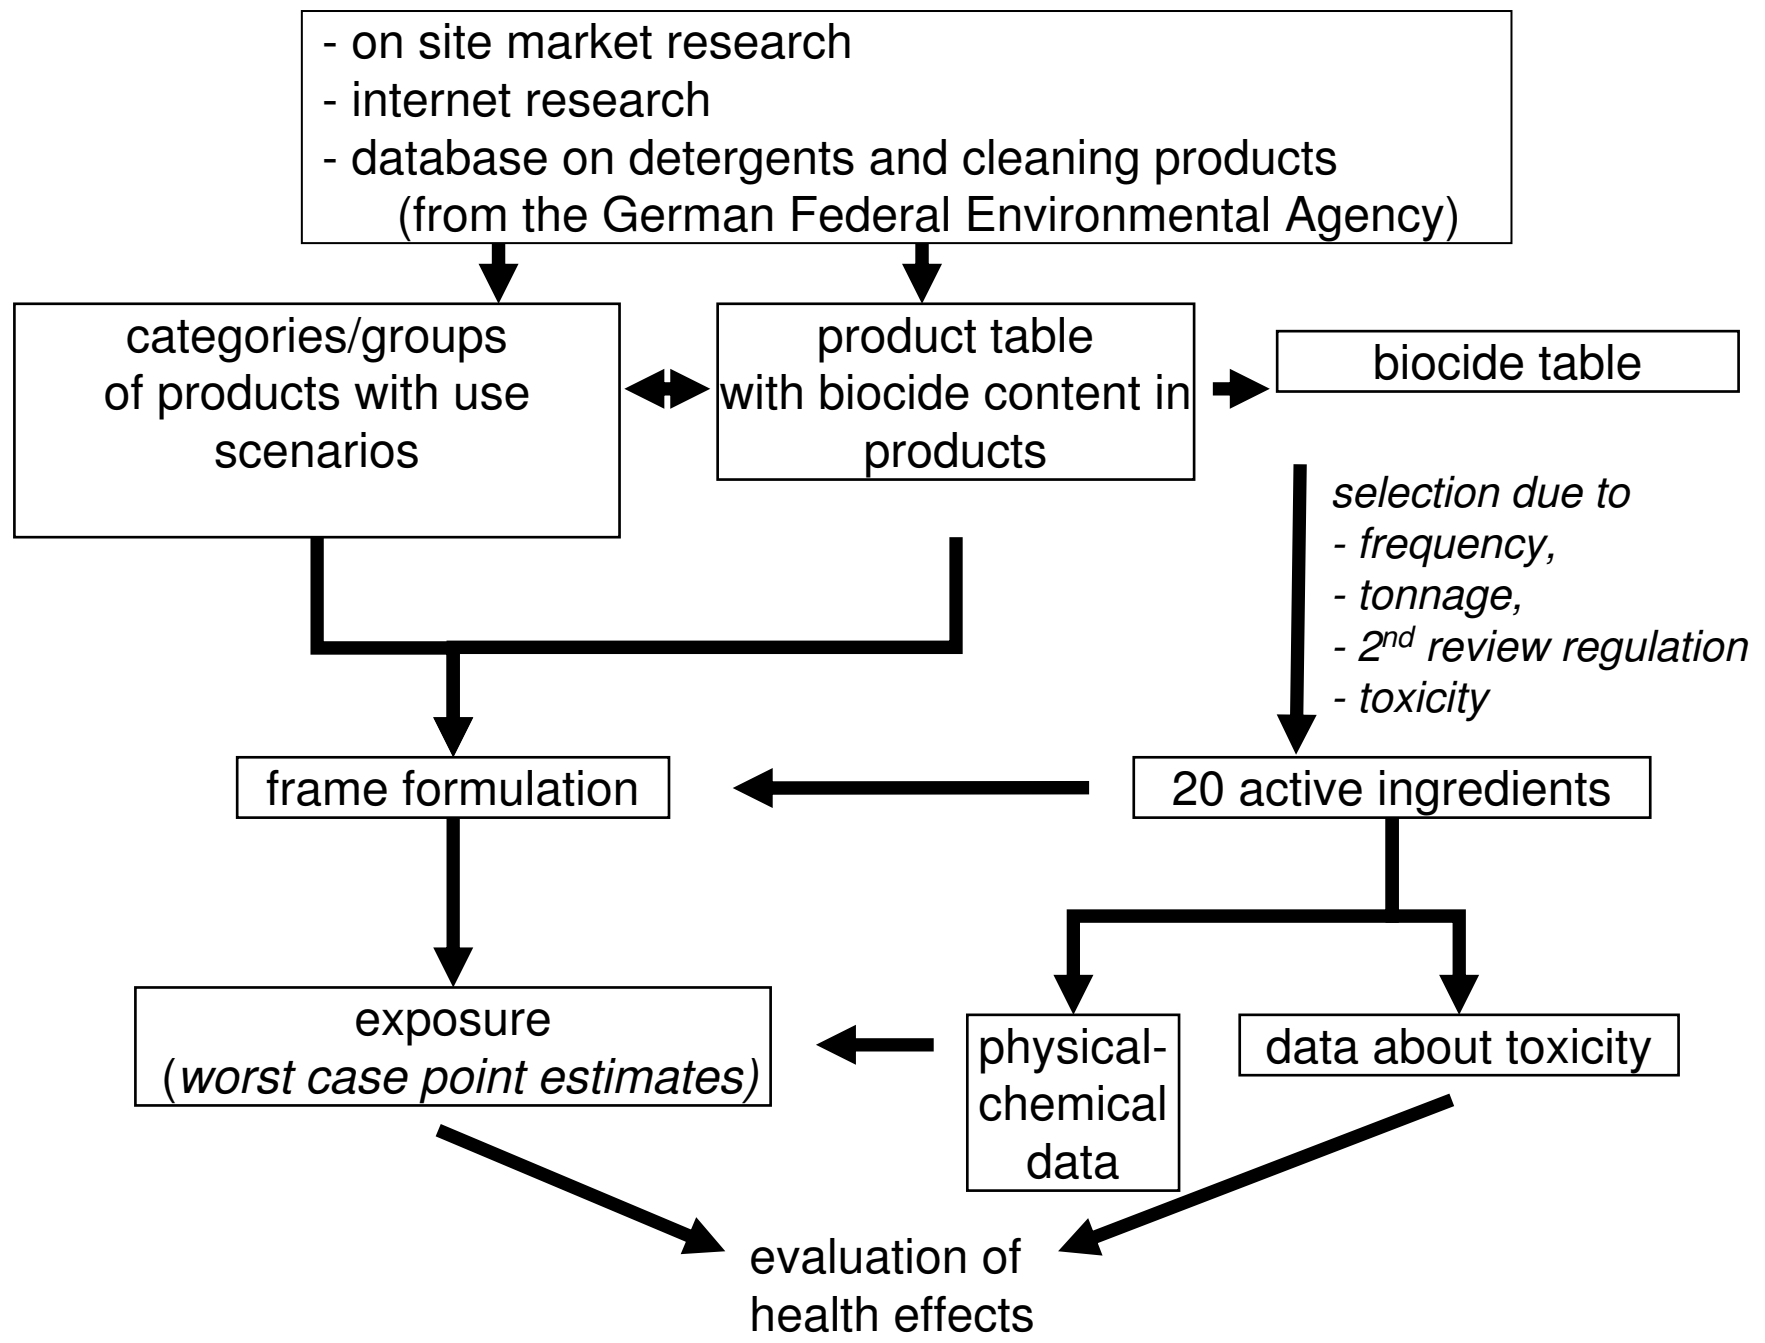 - on site market research
- internet research
- database on detergents and cleaning products
(from the German Federal Environmental Agency)
categories/groups
of products with use
scenarios
product table
with biocide content in
products
biocide table
selection due to
- frequency,
- tonnage,
- 2nd review regulation
- toxicity
frame formulation
20 active ingredients
exposure
(worst case point estimates)
physical-
chemical
data
data about toxicity
evaluation of
health effects